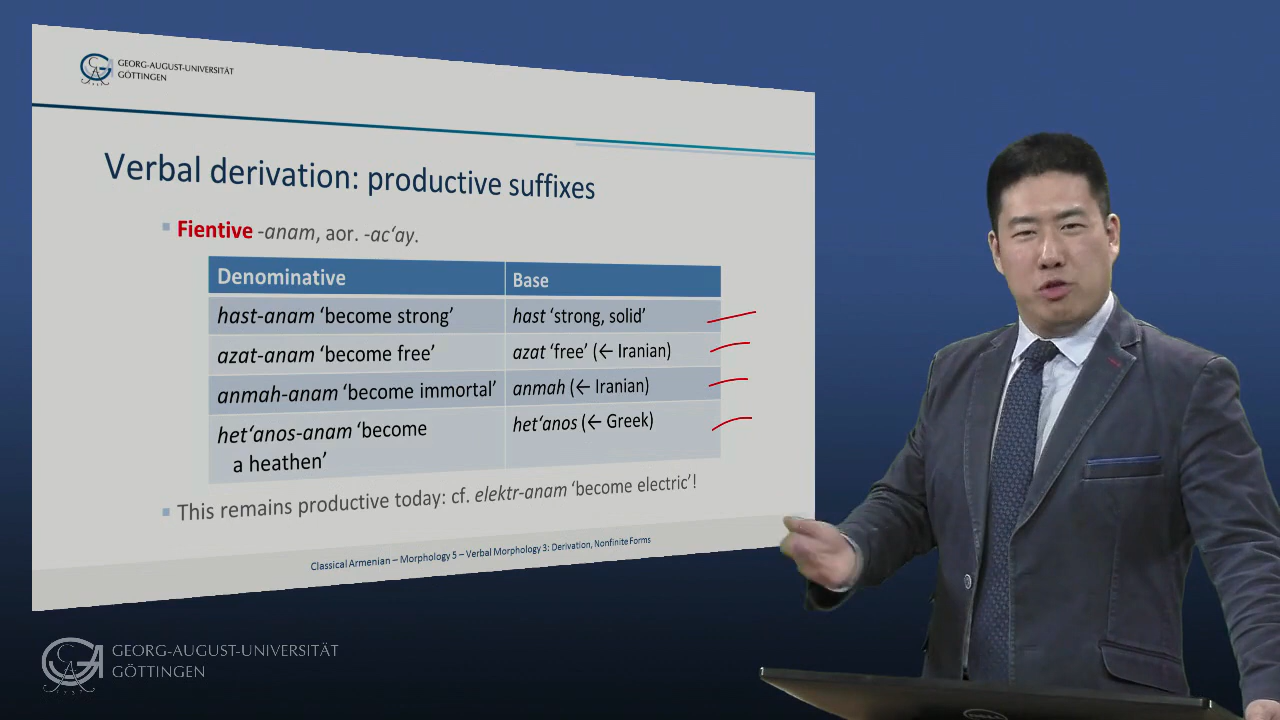 GEORG-AUGUST-UNIVERSITÄT
GÖTTINGEN
Verbal derivation: productive suffixes
Fientive -anam, aor. -ac‘ay.
Denominative Base
hast-anam ‘become strong’ hast ‘strong, solid’
azat-anam ‘become free’ azat ‘free’ (← Iranian)
anmah-anam ‘become immortal’ anmah (← Iranian)
het‘anos-anam ‘become het‘anos (← Greek)
a heathen’
This remains productive today: cf. elektr-anam ‘become electric’!
Classical Armenian – Morphology 5 – Verbal Morphology 3: Derivation, Nonfinite Forms
GEORG-AUGUST-UNIVERSITÄT
GÖTTINGEN